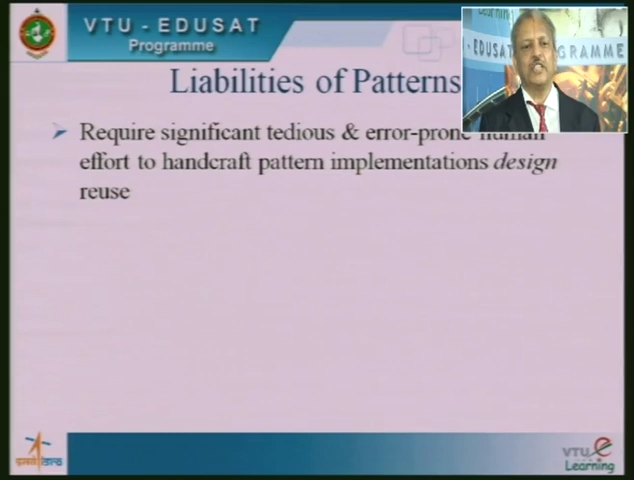 VTU - EDUSAT
Programme
Learning
- EDUSAT PROGRAMME
Liabilities of Patterns
Require significant tedious & error-prone human
effort to handcraft pattern implementations design
reuse
VTU
e
Learning